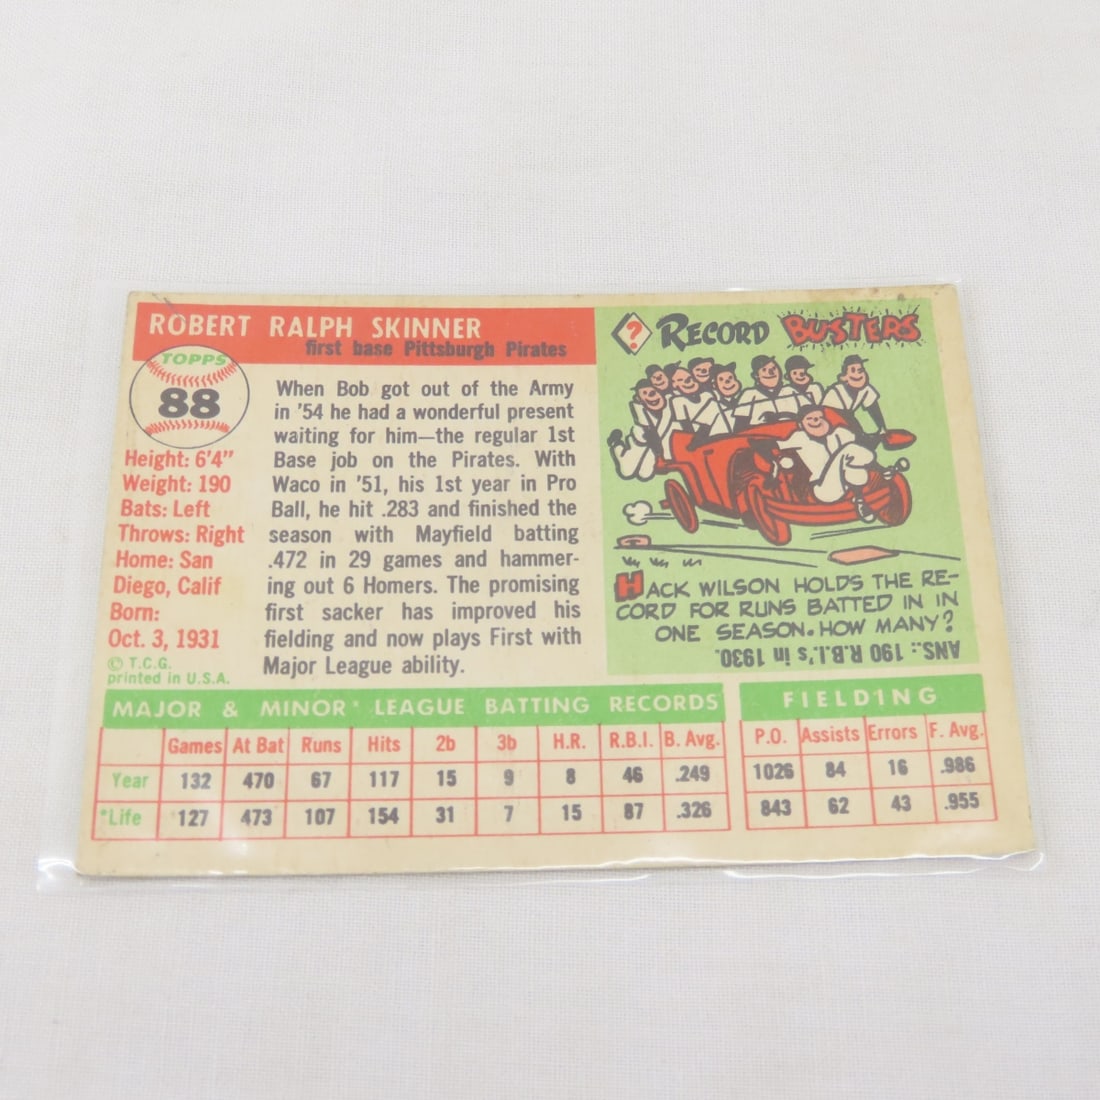 ROBERT RALPH SKINNER
first base Pittsburgh Pirates
TOPPS
88
Height: 6'4"
Weight: 190
Bats: Left
Throws: Right
Home: San
Diego, Calif
Born:
Oct. 3, 1931
© T.C.G.
printed in U.S.A.
When Bob got out of the Army
in '54 he had a wonderful present
waiting for him—the regular 1st
Base job on the Pirates. With
Waco in '51, his 1st year in Pro
Ball, he hit .283 and finished the
season with Mayfield batting
.472 in 29 games and hammer-
ing out 6 Homers. The promising
first sacker has improved his
fielding and now plays First with
Major League ability.
? RECORD BUSTERS
HACK WILSON HOLDS THE RE-
CORD FOR RUNS BATTED IN IN
ONE SEASON. HOW MANY?
ANS.: 190 R.B.I.'s in 1930.
MAJOR & MINOR* LEAGUE BATTING RECORDS FIELDING
Games At Bat Runs Hits 2b 3b H.R. R.B.I. B. Avg. P.O. Assists Errors F. Avg.
Year 132 470 67 117 15 9 8 46 .249 1026 84 16 .986
*Life 127 473 107 154 31 7 15 87 .326 843 62 43 .955